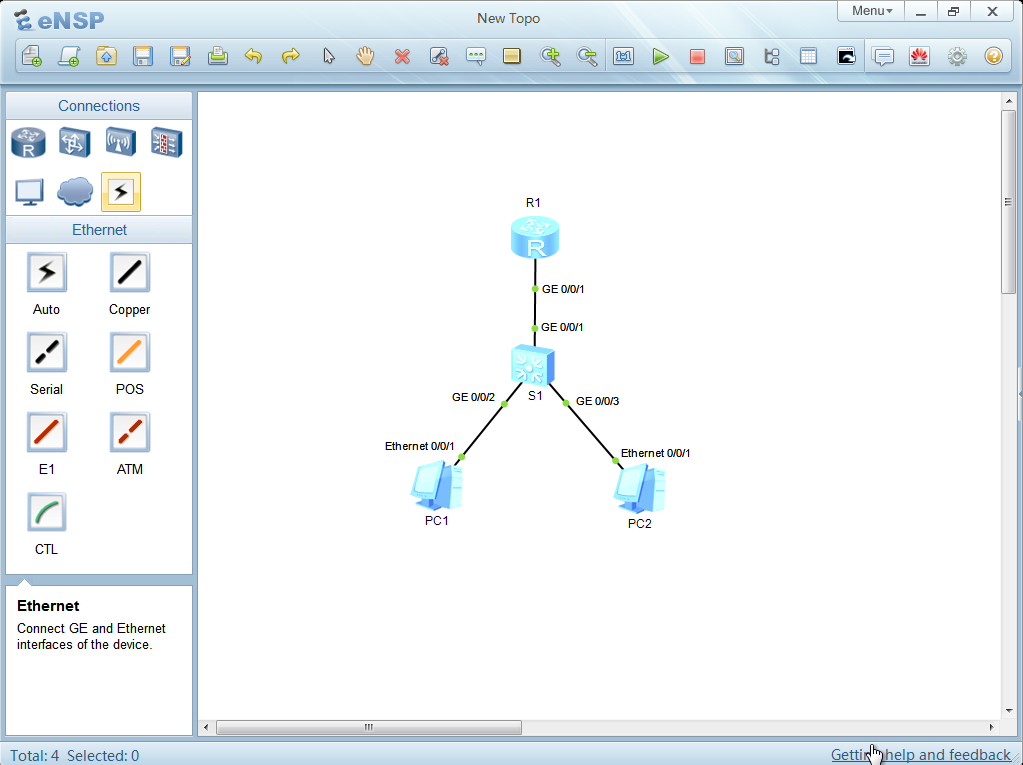 eNSP
New Topo
Menu
1:1
Connections
R
Ethernet
Auto
Copper
Serial
POS
E1
ATM
CTL
Ethernet
Connect GE and Ethernet
interfaces of the device.
R1
R
GE 0/0/1
GE 0/0/1
S1
GE 0/0/2
GE 0/0/3
Ethernet 0/0/1
Ethernet 0/0/1
PC1
PC2
Total: 4 Selected: 0
Getting help and feedback